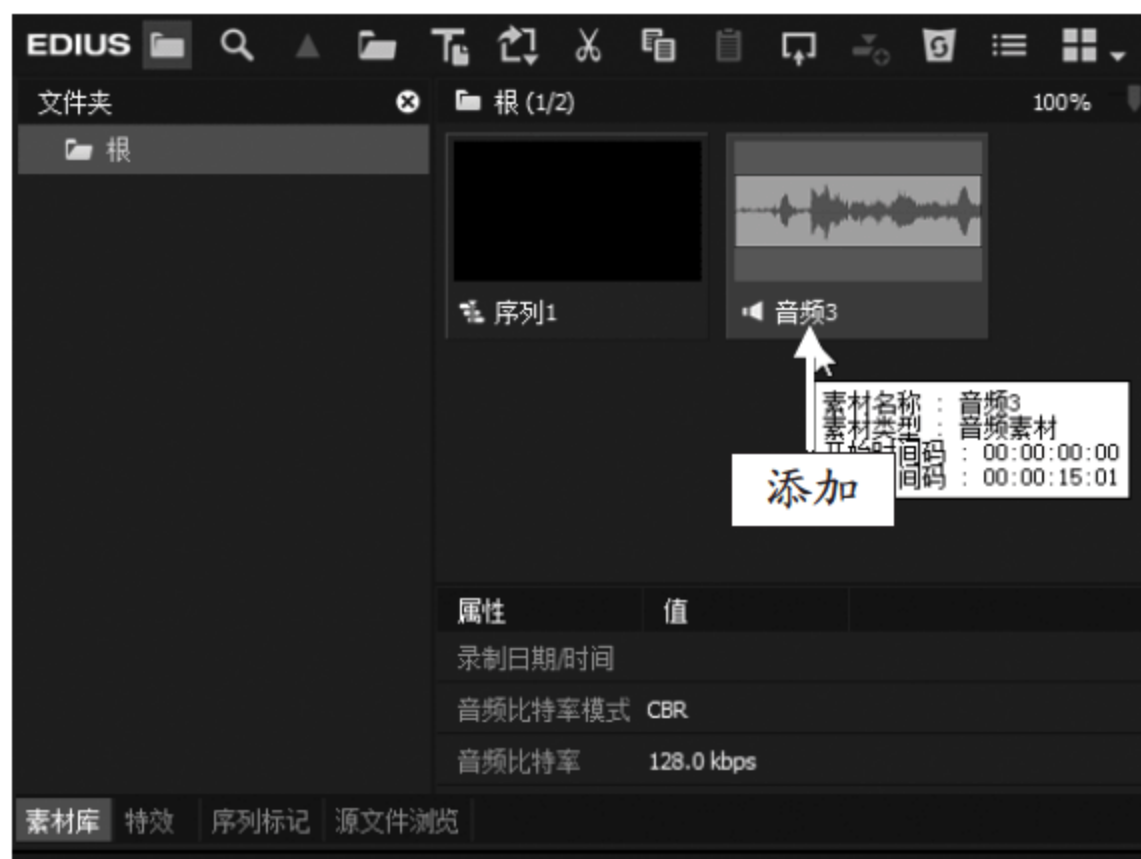 EDIUS
文件夹
根 (1/2)
100%
根
序列1
音频3
素材名称 : 音频3
素材类型 : 音频素材
开始时间码 : 00:00:00:00
间码 : 00:00:15:01
添加
属性 值
录制日期/时间
音频比特率模式 CBR
音频比特率 128.0 kbps
素材库 特效 序列标记 源文件浏览